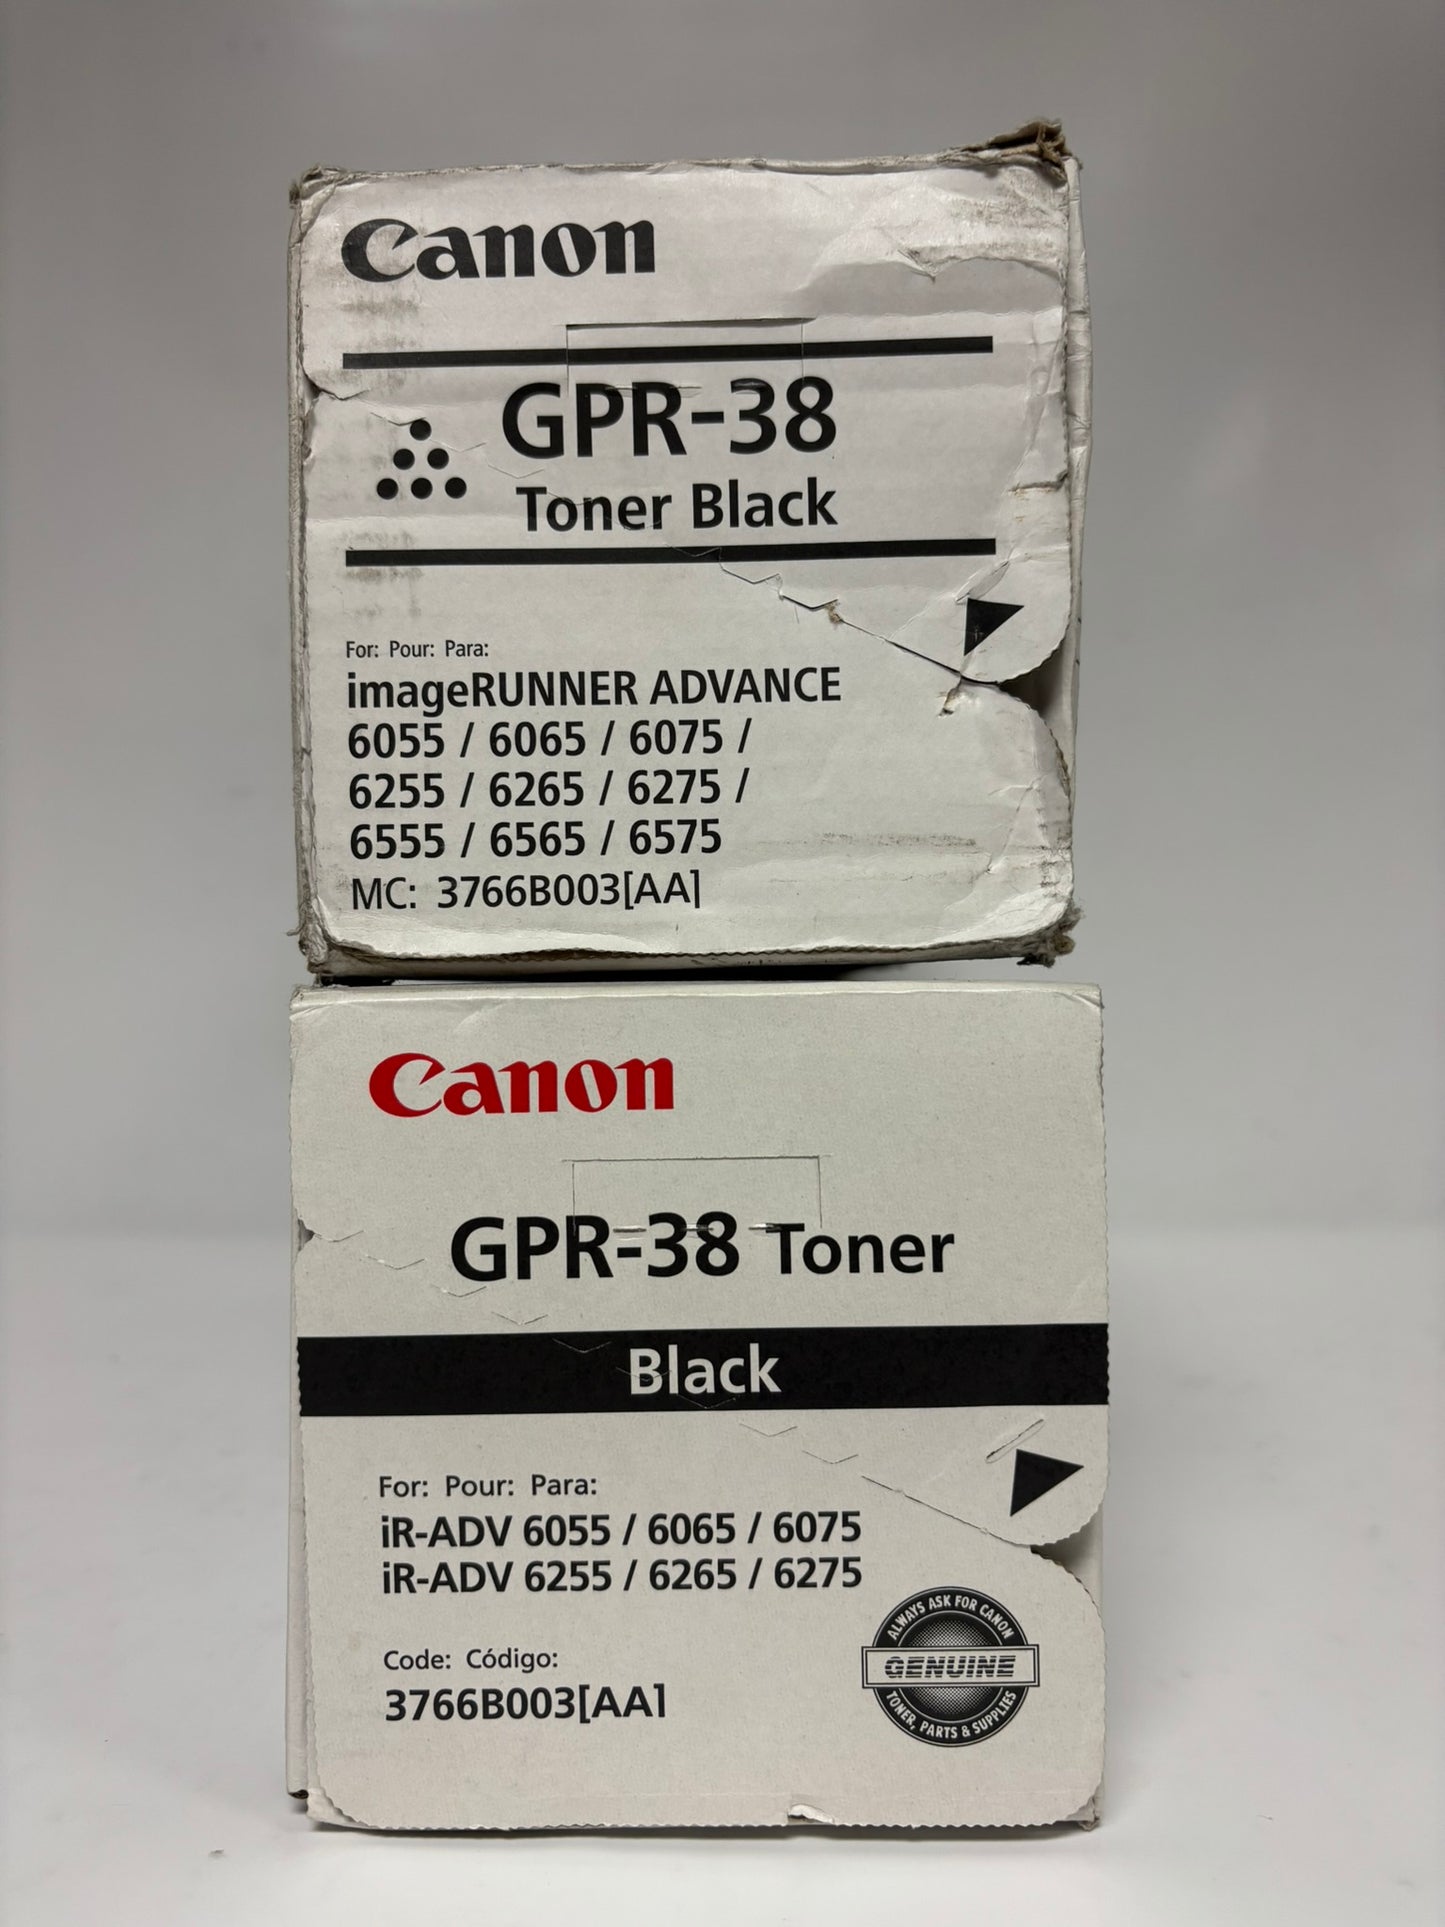 Canon
GPR-38
Toner Black
For: Pour: Para:
imageRUNNER ADVANCE
6055 / 6065 / 6075 /
6255 / 6265 / 6275 /
6555 / 6565 / 6575
MC: 3766B003[AA]
Canon
GPR-38 Toner
Black
For: Pour: Para:
iR-ADV 6055 / 6065 / 6075
iR-ADV 6255 / 6265 / 6275
Code: Código:
3766B003[AA]
ALWAYS ASK FOR CANON
GENUINE
TONER, PARTS & SUPPLIES